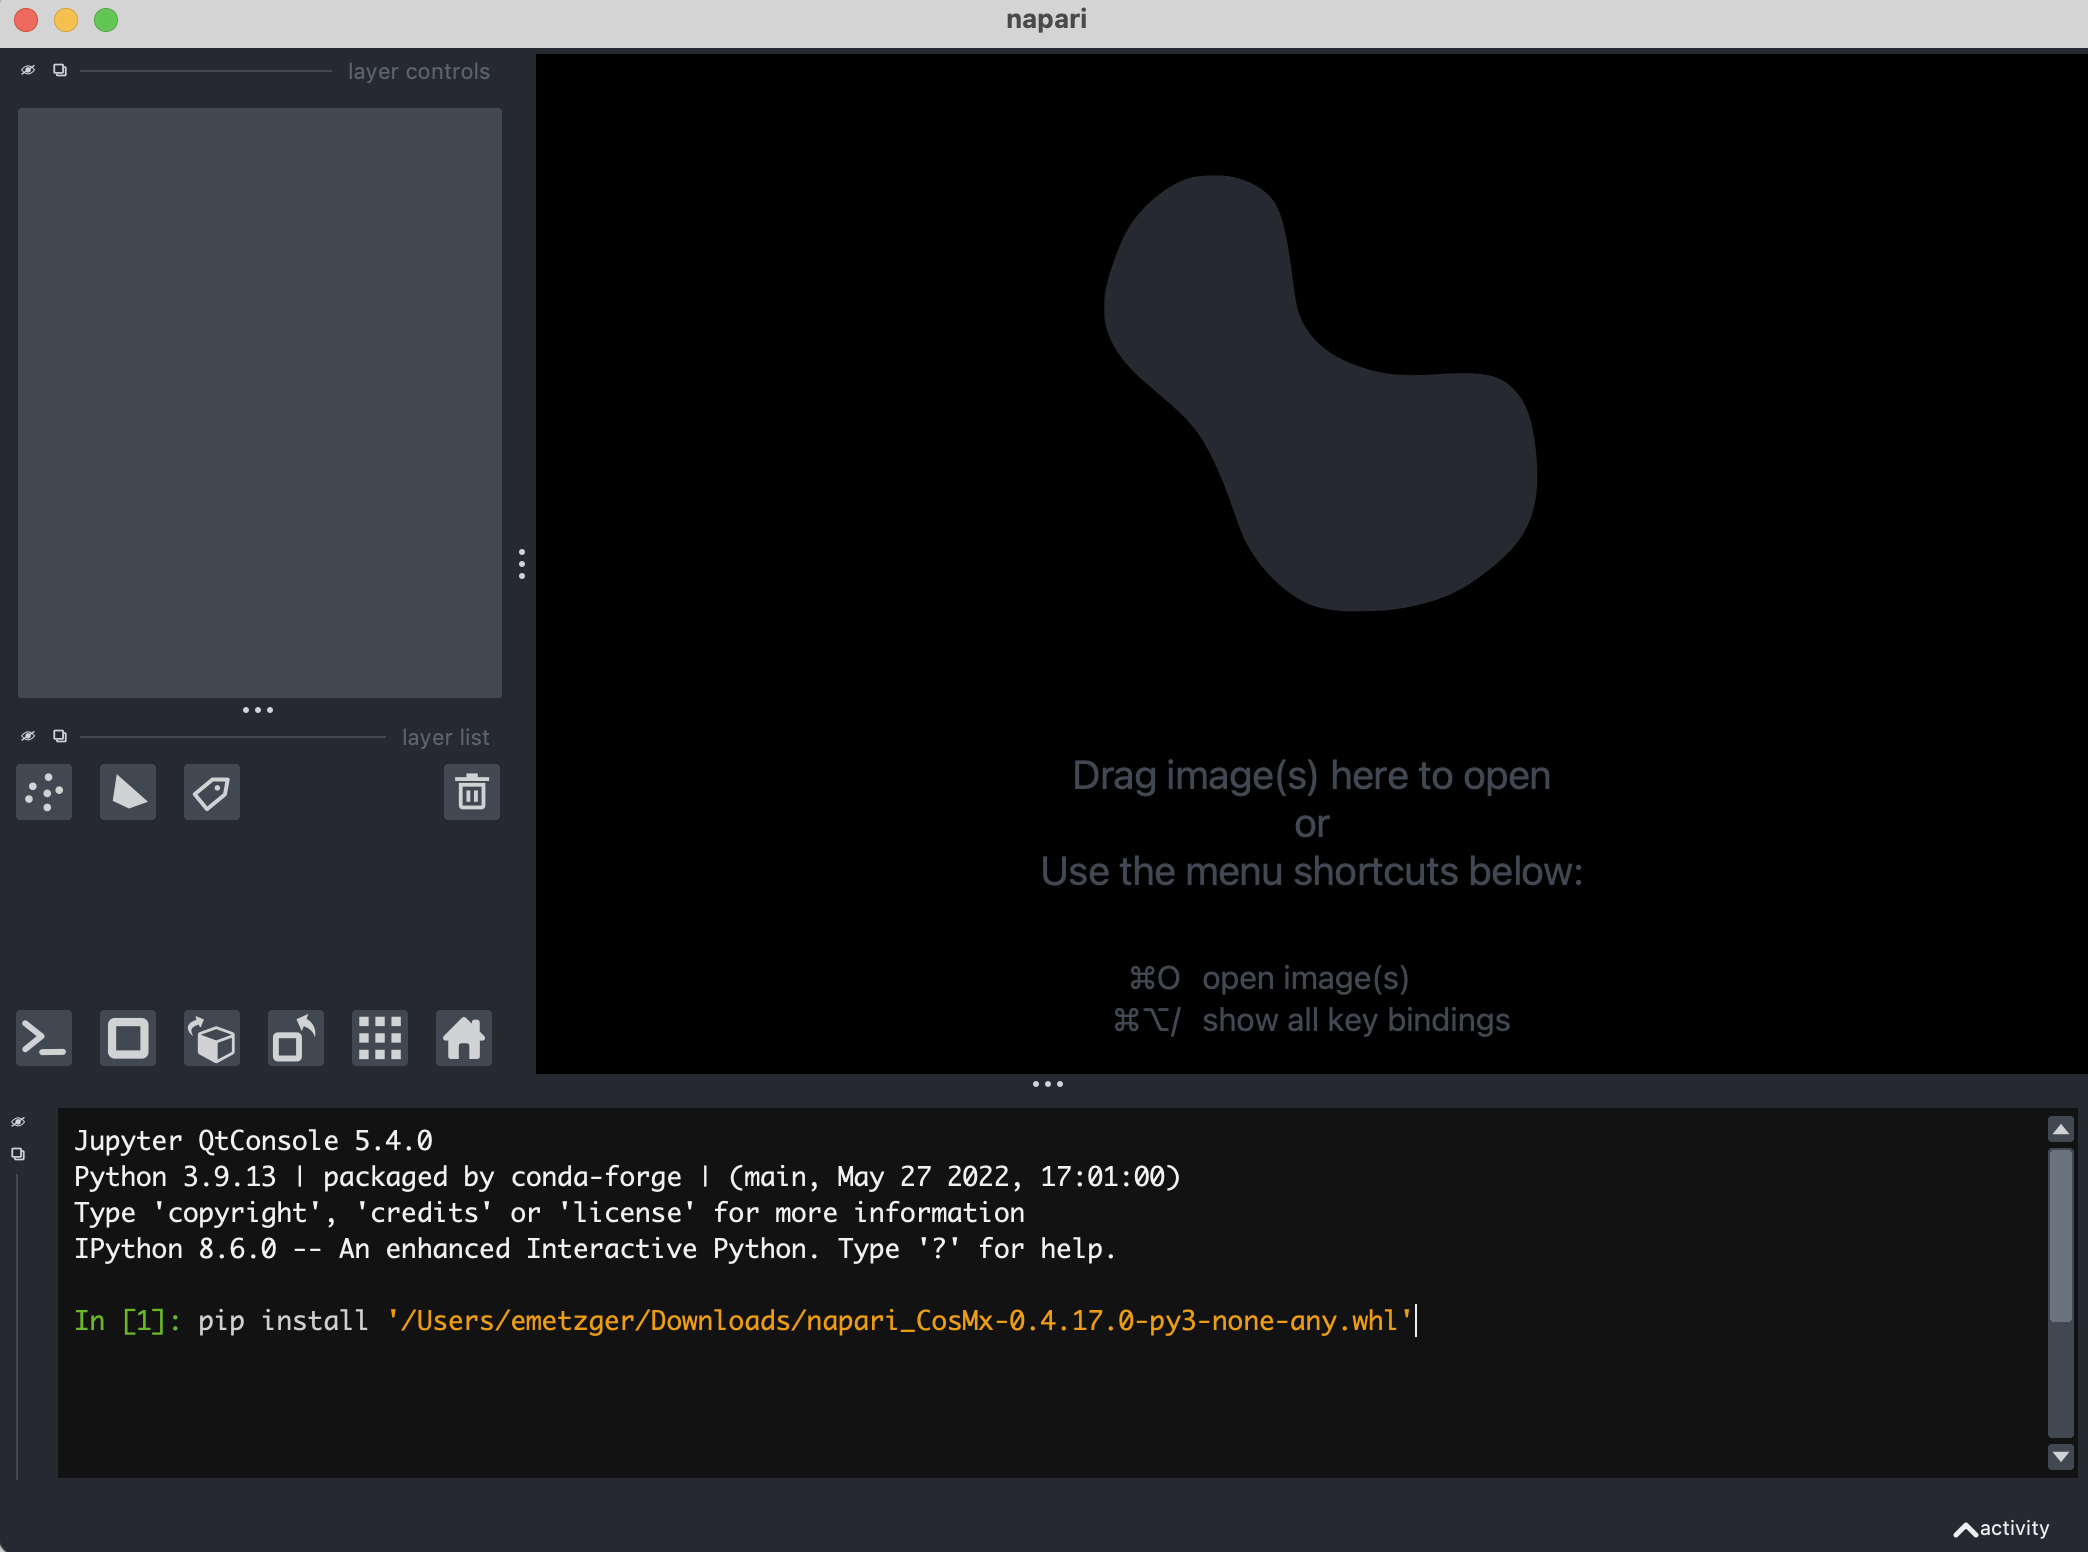 napari
layer controls
layer list
Drag image(s) here to open
or
Use the menu shortcuts below:
⌘O open image(s)
⌘⌥/ show all key bindings
Jupyter QtConsole 5.4.0
Python 3.9.13 | packaged by conda-forge | (main, May 27 2022, 17:01:00)
Type 'copyright', 'credits' or 'license' for more information
IPython 8.6.0 -- An enhanced Interactive Python. Type '?' for help.
In [1]: pip install '/Users/emetzger/Downloads/napari_CosMx-0.4.17.0-py3-none-any.whl'
activity